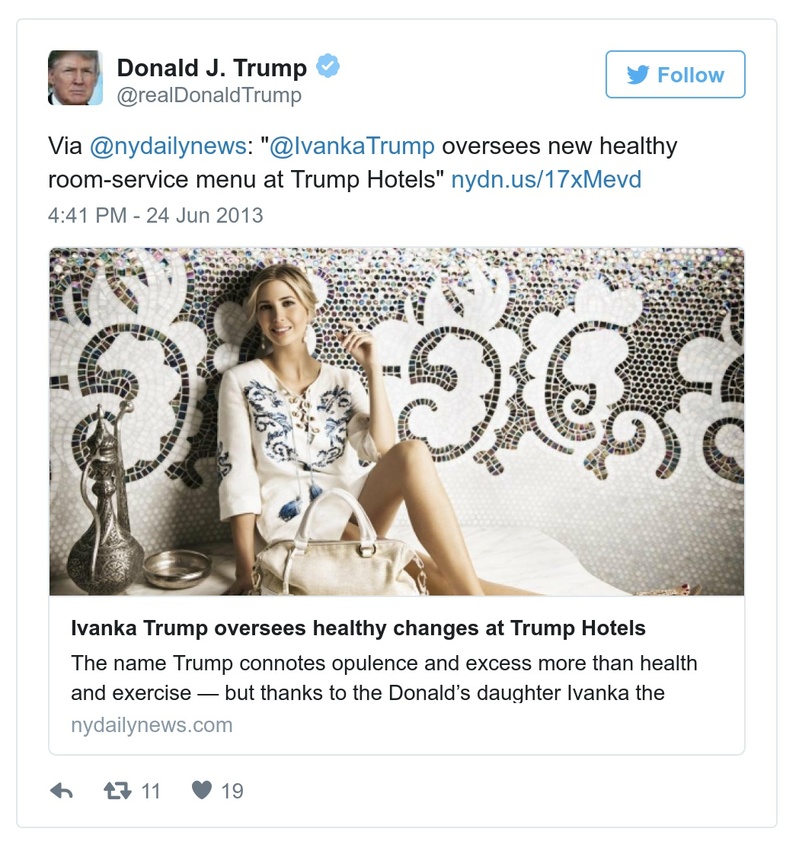 Donald J. Trump
@realDonaldTrump
Follow
Via @nydailynews: "@IvankaTrump oversees new healthy
room-service menu at Trump Hotels" nydn.us/17xMevd
4:41 PM - 24 Jun 2013
Ivanka Trump oversees healthy changes at Trump Hotels
The name Trump connotes opulence and excess more than health
and exercise — but thanks to the Donald’s daughter Ivanka the
nydailynews.com
11 19